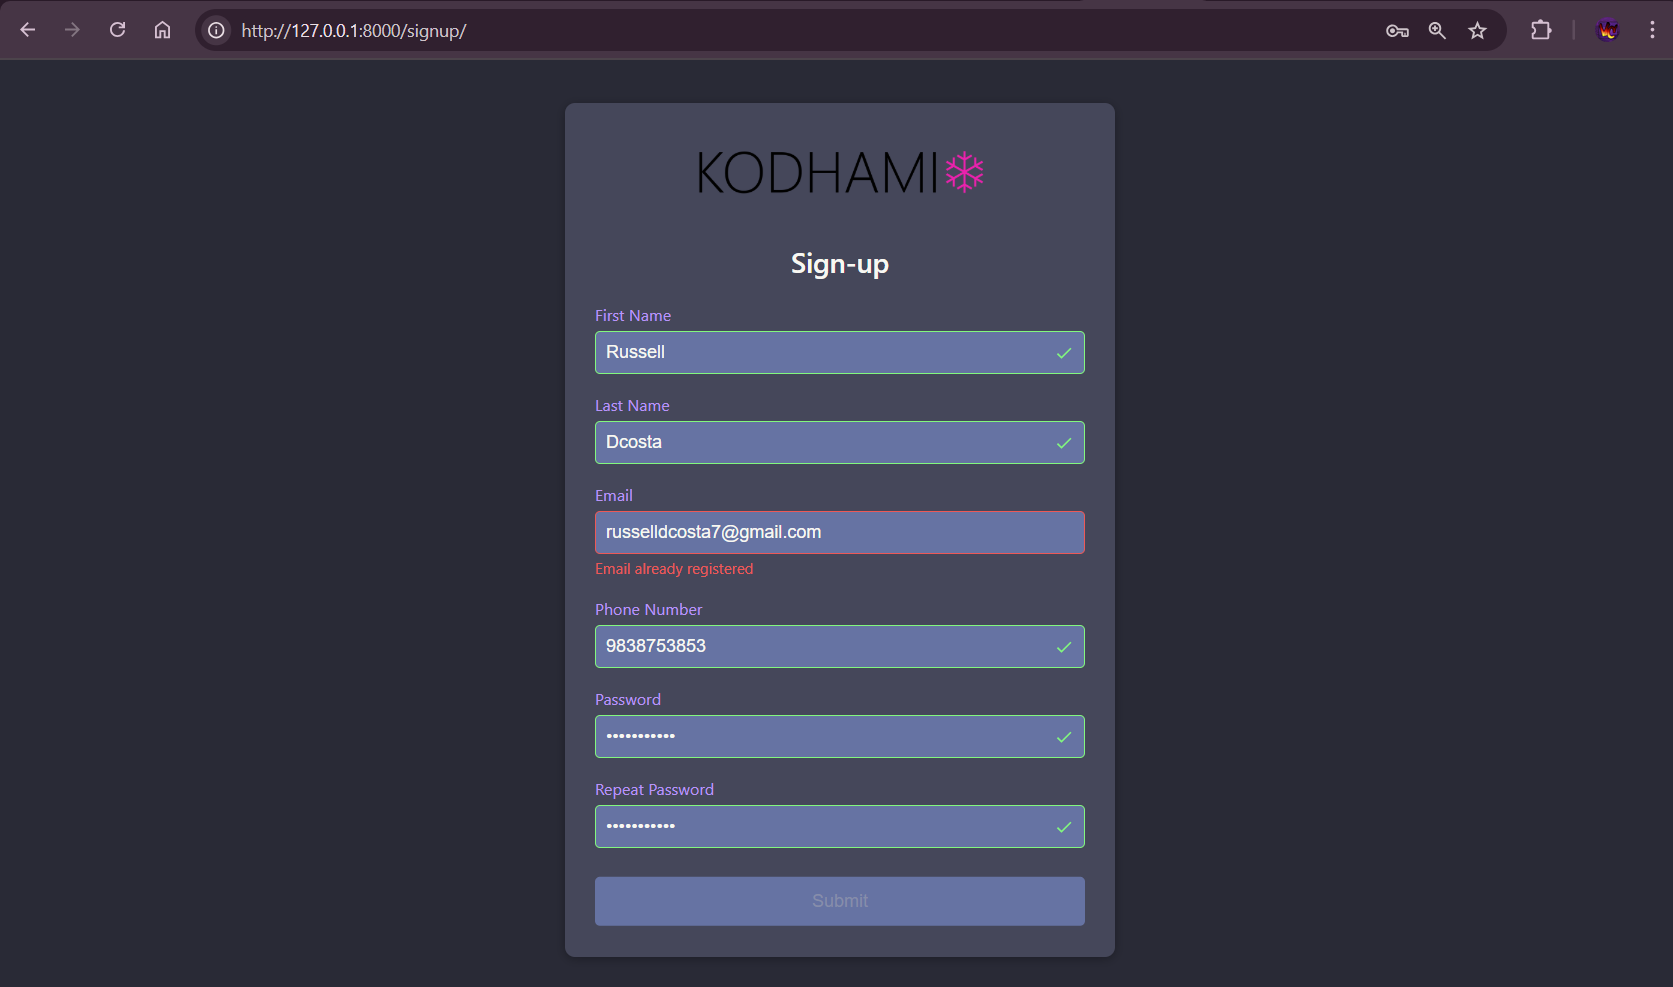 http://127.0.0.1:8000/signup/
KODHAMI
Sign-up
First Name
Russell
Last Name
Dcosta
Email
russelldcosta7@gmail.com
Email already registered
Phone Number
9838753853
Password
•••••••••••
Repeat Password
•••••••••••
Submit